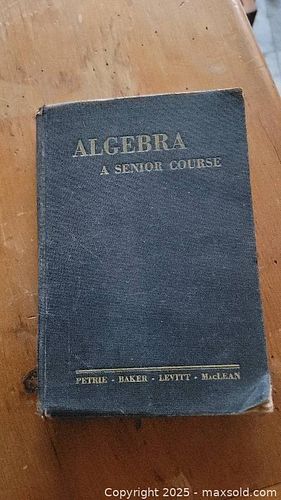 ALGEBRA
A SENIOR COURSE
PETRIE - BAKER - LEVITT - MacLEAN
Copyright 2025 - maxsold.com